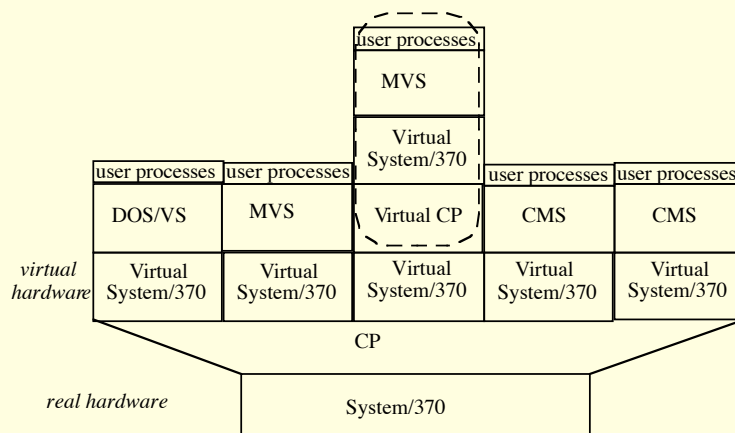 user processes
MVS
Virtual
System/370
user processes
user processes
user processes
user processes
DOS/VS
MVS
Virtual CP
CMS
CMS
virtual
hardware
Virtual
System/370
Virtual
System/370
Virtual
System/370
Virtual
System/370
Virtual
System/370
CP
real hardware
System/370